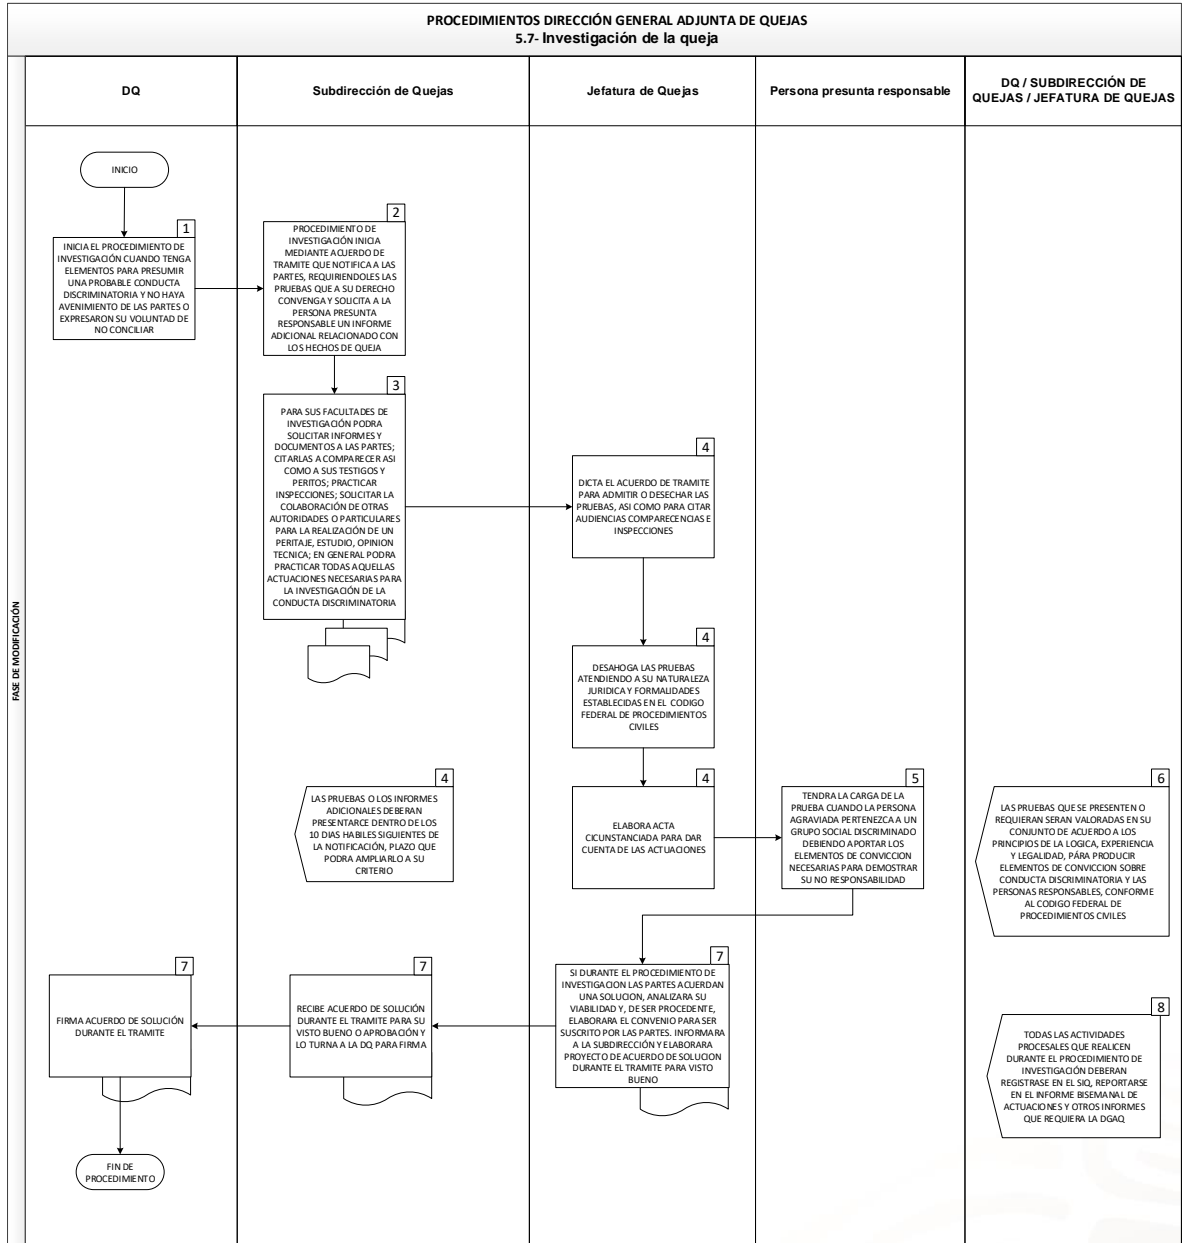 PROCEDIMIENTOS DIRECCIÓN GENERAL ADJUNTA DE QUEJAS
5.7- Investigación de la queja
DQ
Subdirección de Quejas
Jefatura de Quejas
Persona presunta responsable
DQ / SUBDIRECCIÓN DE
QUEJAS / JEFATURA DE QUEJAS
FASE DE MODIFICACIÓN
INICIO
1
INICIA EL PROCEDIMIENTO DE
INVESTIGACIÓN CUANDO TENGA
ELEMENTOS PARA PRESUMIR
UNA PROBABLE CONDUCTA
DISCRIMINATORIA Y NO HAYA
AVENIMIENTO DE LAS PARTES O
EXPRESARON SU VOLUNTAD DE
NO CONCILIAR
2
PROCEDIMIENTO DE
INVESTIGACIÓN INICIA
MEDIANTE ACUERDO DE
TRAMITE QUE NOTIFICA A LAS
PARTES, REQUIRIENDOLES LAS
PRUEBAS QUE A SU DERECHO
CONVENGA Y SOLICITA A LA
PERSONA PRESUNTA
RESPONSABLE UN INFORME
ADICIONAL RELACIONADO CON
LOS HECHOS DE QUEJA
3
PARA SUS FACULTADES DE
INVESTIGACIÓN PODRA
SOLICITAR INFORMES Y
DOCUMENTOS A LAS PARTES;
CITARLAS A COMPARECER ASI
COMO A SUS TESTIGOS Y
PERITOS; PRACTICAR
INSPECCIONES; SOLICITAR LA
COLABORACIÓN DE OTRAS
AUTORIDADES O PARTICULARES
PARA LA REALIZACIÓN DE UN
PERITAJE, ESTUDIO, OPINION
TECNICA; EN GENERAL PODRA
PRACTICAR TODAS AQUELLAS
ACTUACIONES NECESARIAS PARA
LA INVESTIGACIÓN DE LA
CONDUCTA DISCRIMINATORIA
4
DICTA EL ACUERDO DE TRAMITE
PARA ADMITIR O DESECHAR LAS
PRUEBAS, ASI COMO PARA CITAR
AUDIENCIAS COMPARECENCIAS E
INSPECCIONES
4
DESAHOGA LAS PRUEBAS
ATENDIENDO A SU NATURALEZA
JURIDICA Y FORMALIDADES
ESTABLECIDAS EN EL CODIGO
FEDERAL DE PROCEDIMIENTOS
CIVILES
4
LAS PRUEBAS O LOS INFORMES
ADICIONALES DEBERAN
PRESENTARCE DENTRO DE LOS
10 DIAS HABILES SIGUIENTES DE
LA NOTIFICACIÓN, PLAZO QUE
PODRA AMPLIARLO A SU
CRITERIO
4
ELABORA ACTA
CICUNSTANCIADA PARA DAR
CUENTA DE LAS ACTUACIONES
5
TENDRA LA CARGA DE LA
PRUEBA CUANDO LA PERSONA
AGRAVIADA PERTENEZCA A UN
GRUPO SOCIAL DISCRIMINADO
DEBIENDO APORTAR LOS
ELEMENTOS DE CONVICCION
NECESARIAS PARA DEMOSTRAR
SU NO RESPONSABILIDAD
6
LAS PRUEBAS QUE SE PRESENTEN O
REQUIERAN SERAN VALORADAS EN SU
CONJUNTO DE ACUERDO A LOS
PRINCIPIOS DE LA LOGICA, EXPERIENCIA
Y LEGALIDAD, PÁRA PRODUCIR
ELEMENTOS DE CONVICCION SOBRE
CONDUCTA DISCRIMINATORIA Y LAS
PERSONAS RESPONSABLES, CONFORME
AL CODIGO FEDERAL DE
PROCEDIMIENTOS CIVILES
7
FIRMA ACUERDO DE SOLUCIÓN
DURANTE EL TRAMITE
7
RECIBE ACUERDO DE SOLUCIÓN
DURANTE EL TRAMITE PARA SU
VISTO BUENO O APROBACIÓN Y
LO TURNA A LA DQ PARA FIRMA
7
SI DURANTE EL PROCEDIMIENTO DE
INVESTIGACION LAS PARTES ACUERDAN
UNA SOLUCION, ANALIZARA SU
VIABILIDAD Y, DE SER PROCEDENTE,
ELABORARA EL CONVENIO PARA SER
SUSCRITO POR LAS PARTES. INFORMARA
A LA SUBDIRECCIÓN Y ELABORARA
PROYECTO DE ACUERDO DE SOLUCION
DURANTE EL TRAMITE PARA VISTO
BUENO
8
TODAS LAS ACTIVIDADES
PROCESALES QUE REALICEN
DURANTE EL PROCEDIMIENTO DE
INVESTIGACIÓN DEBERAN
REGISTRASE EN EL SIQ, REPORTARSE
EN EL INFORME BISEMANAL DE
ACTUACIONES Y OTROS INFORMES
QUE REQUIERA LA DGAQ
FIN DE
PROCEDIMIENTO